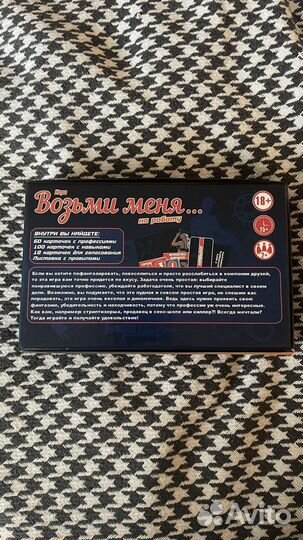 Игра
Возьми меня...
на работу
18+
ВНУТРИ ВЫ НАЙДЕТЕ:
60 карточек с профессиями
100 карточек с навыками
18 карточек для голосования
Листовка с правилами
15+
Если вы хотите пофантазировать, повеселиться и просто расслабиться в компании друзей,
то эта игра вам точно придется по вкусу. Задача очень простая: выбирайте
понравившуюся профессию, убеждайте работодателя, что вы лучший специалист в своем
деле. Возможно, вы подумаете, что это нудная и совсем простая игра, но спешим вас
порадовать, эта игра очень веселая и динамичная. Ведь здесь нужно проявить свою
фантазию, убедительность и находчивость, потому что профессии уж очень интересные.
Как вам, например: стриптизерша, продавец в секс-шопе или киллер?! Всегда мечтали?
Тогда играйте и получайте удовольствие!
Avito